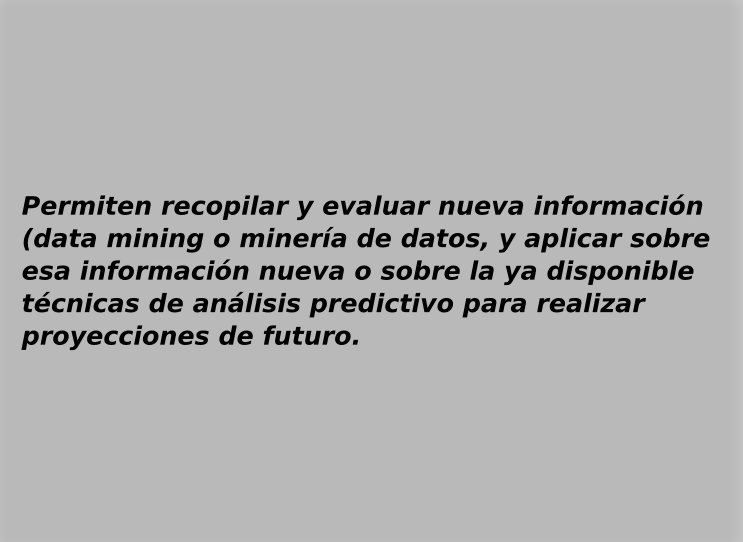 Permiten recopilar y evaluar nueva información
(data mining o minería de datos, y aplicar sobre
esa información nueva o sobre la ya disponible
técnicas de análisis predictivo para realizar
proyecciones de futuro.